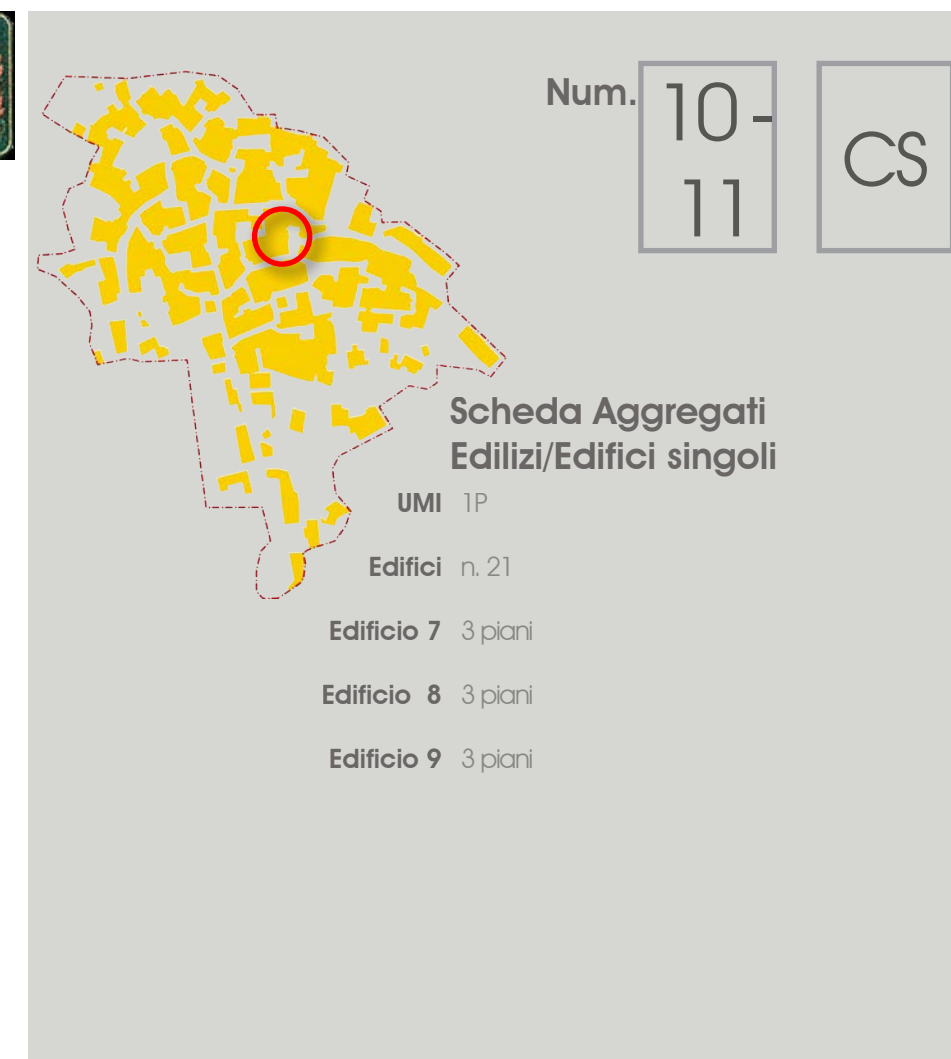 Num.
10-
11
CS
Scheda Aggregati
Edilizi/Edifici singoli
UMI 1P
Edifici n. 21
Edificio 7 3 piani
Edificio 8 3 piani
Edificio 9 3 piani